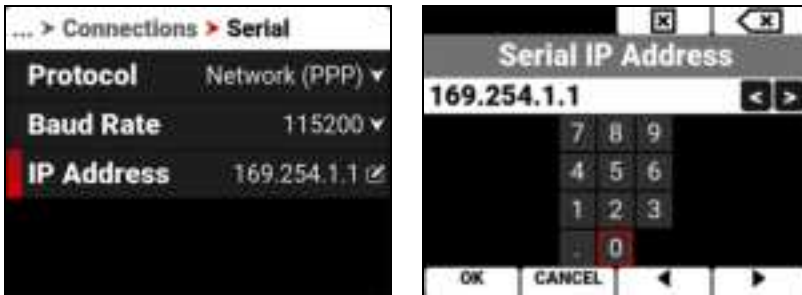 ... > Connections > Serial
Protocol Network (PPP)
Baud Rate 115200
IP Address 169.254.1.1
Serial IP Address
169.254.1.1
< >
7 8 9
4 5 6
1 2 3
. 0
OK CANCEL